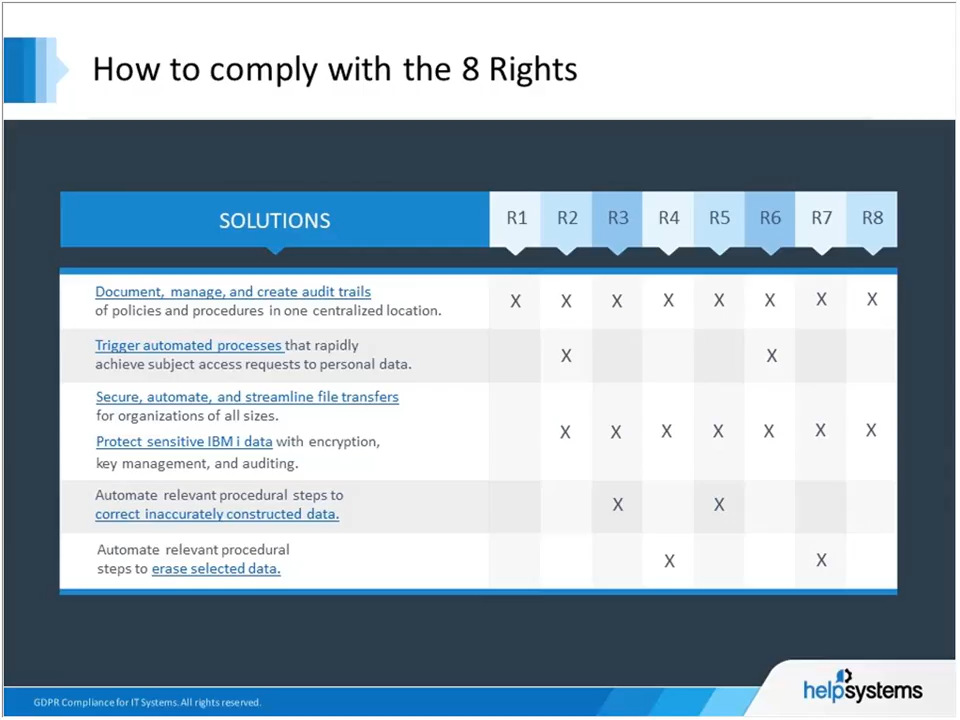 How to comply with the 8 Rights
SOLUTIONS R1 R2 R3 R4 R5 R6 R7 R8
Document, manage, and create audit trails
of policies and procedures in one centralized location.
X X X X X X X X
Trigger automated processes that rapidly
achieve subject access requests to personal data.
X X
Secure, automate, and streamline file transfers
for organizations of all sizes.
Protect sensitive IBM i data with encryption,
key management, and auditing.
X X X X X X X
Automate relevant procedural steps to
correct inaccurately constructed data.
X X
Automate relevant procedural
steps to erase selected data.
X X
GDPR Compliance for IT Systems. All rights reserved.
helpsystems